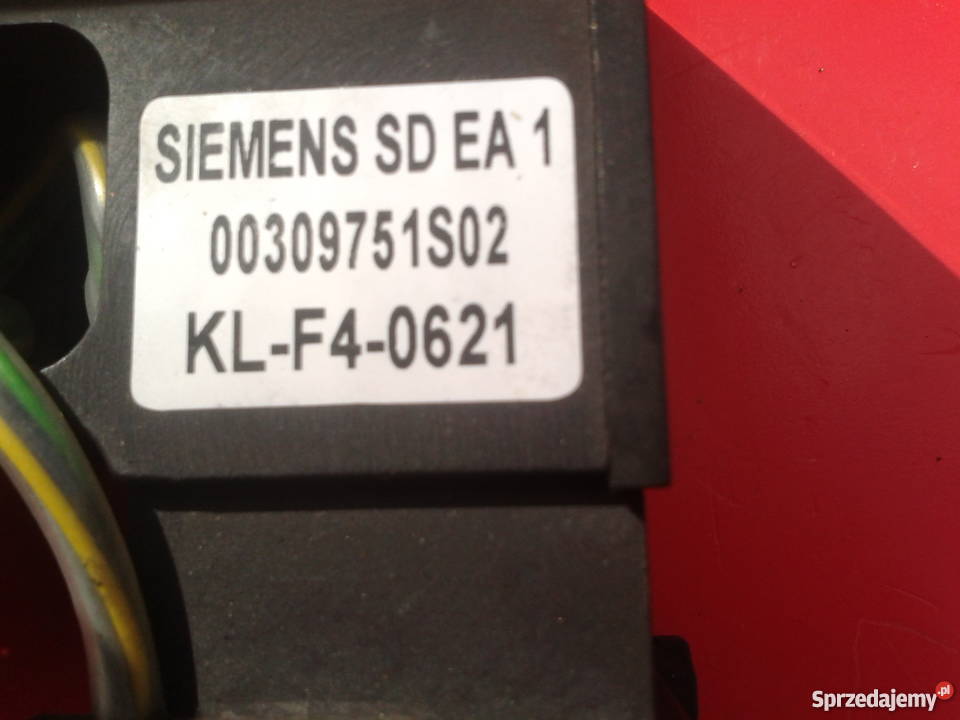 SIEMENS SD EA 1
00309751S02
KL-F4-0621
Sprzedajemy.pl